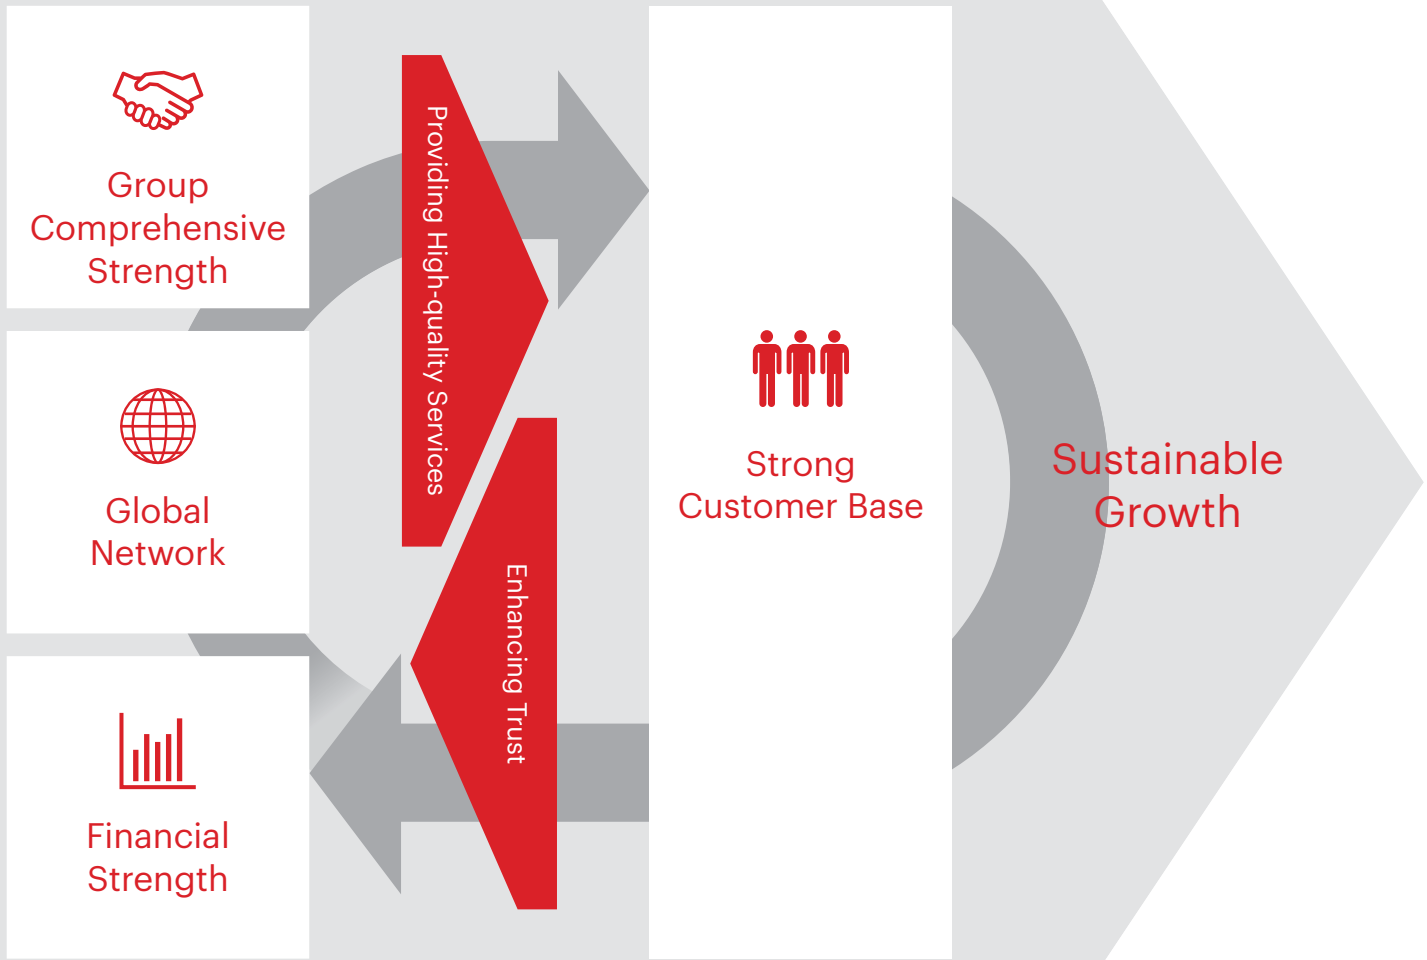 Group
Comprehensive
Strength
Global
Network
Financial
Strength
Providing High-quality Services
Enhancing Trust
Strong
Customer Base
Sustainable
Growth